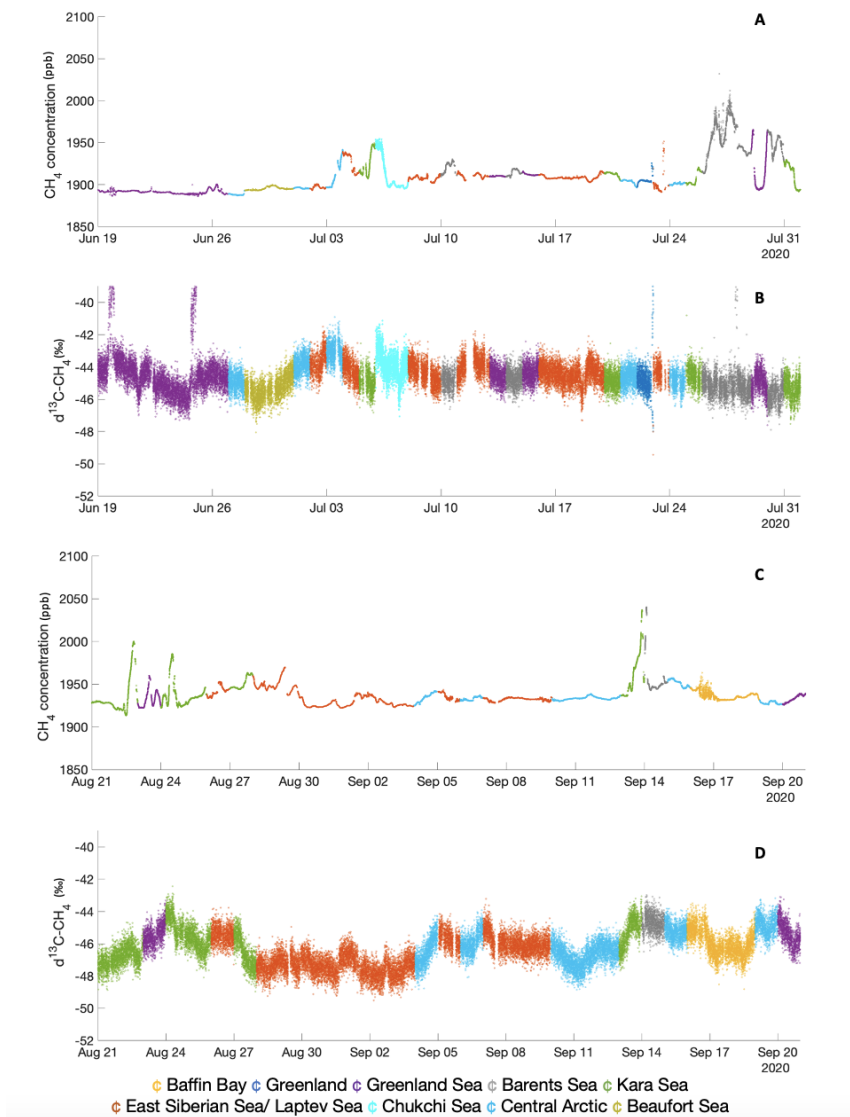 A
2100
2050
2000
1950
1900
1850
CH4 concentration (ppb)
Jun 19 Jun 26 Jul 03 Jul 10 Jul 17 Jul 24 Jul 31
2020
B
-40
-42
-44
-46
-48
-50
-52
d13C-CH4 (‰)
Jun 19 Jun 26 Jul 03 Jul 10 Jul 17 Jul 24 Jul 31
2020
C
2100
2050
2000
1950
1900
1850
CH4 concentration (ppb)
Aug 21 Aug 24 Aug 27 Aug 30 Sep 02 Sep 05 Sep 08 Sep 11 Sep 14 Sep 17 Sep 20
2020
D
-40
-42
-44
-46
-48
-50
-52
d13C-CH4 (‰)
Aug 21 Aug 24 Aug 27 Aug 30 Sep 02 Sep 05 Sep 08 Sep 11 Sep 14 Sep 17 Sep 20
2020
¢ Baffin Bay ¢ Greenland ¢ Greenland Sea ¢ Barents Sea ¢ Kara Sea
¢ East Siberian Sea/ Laptev Sea ¢ Chukchi Sea ¢ Central Arctic ¢ Beaufort Sea